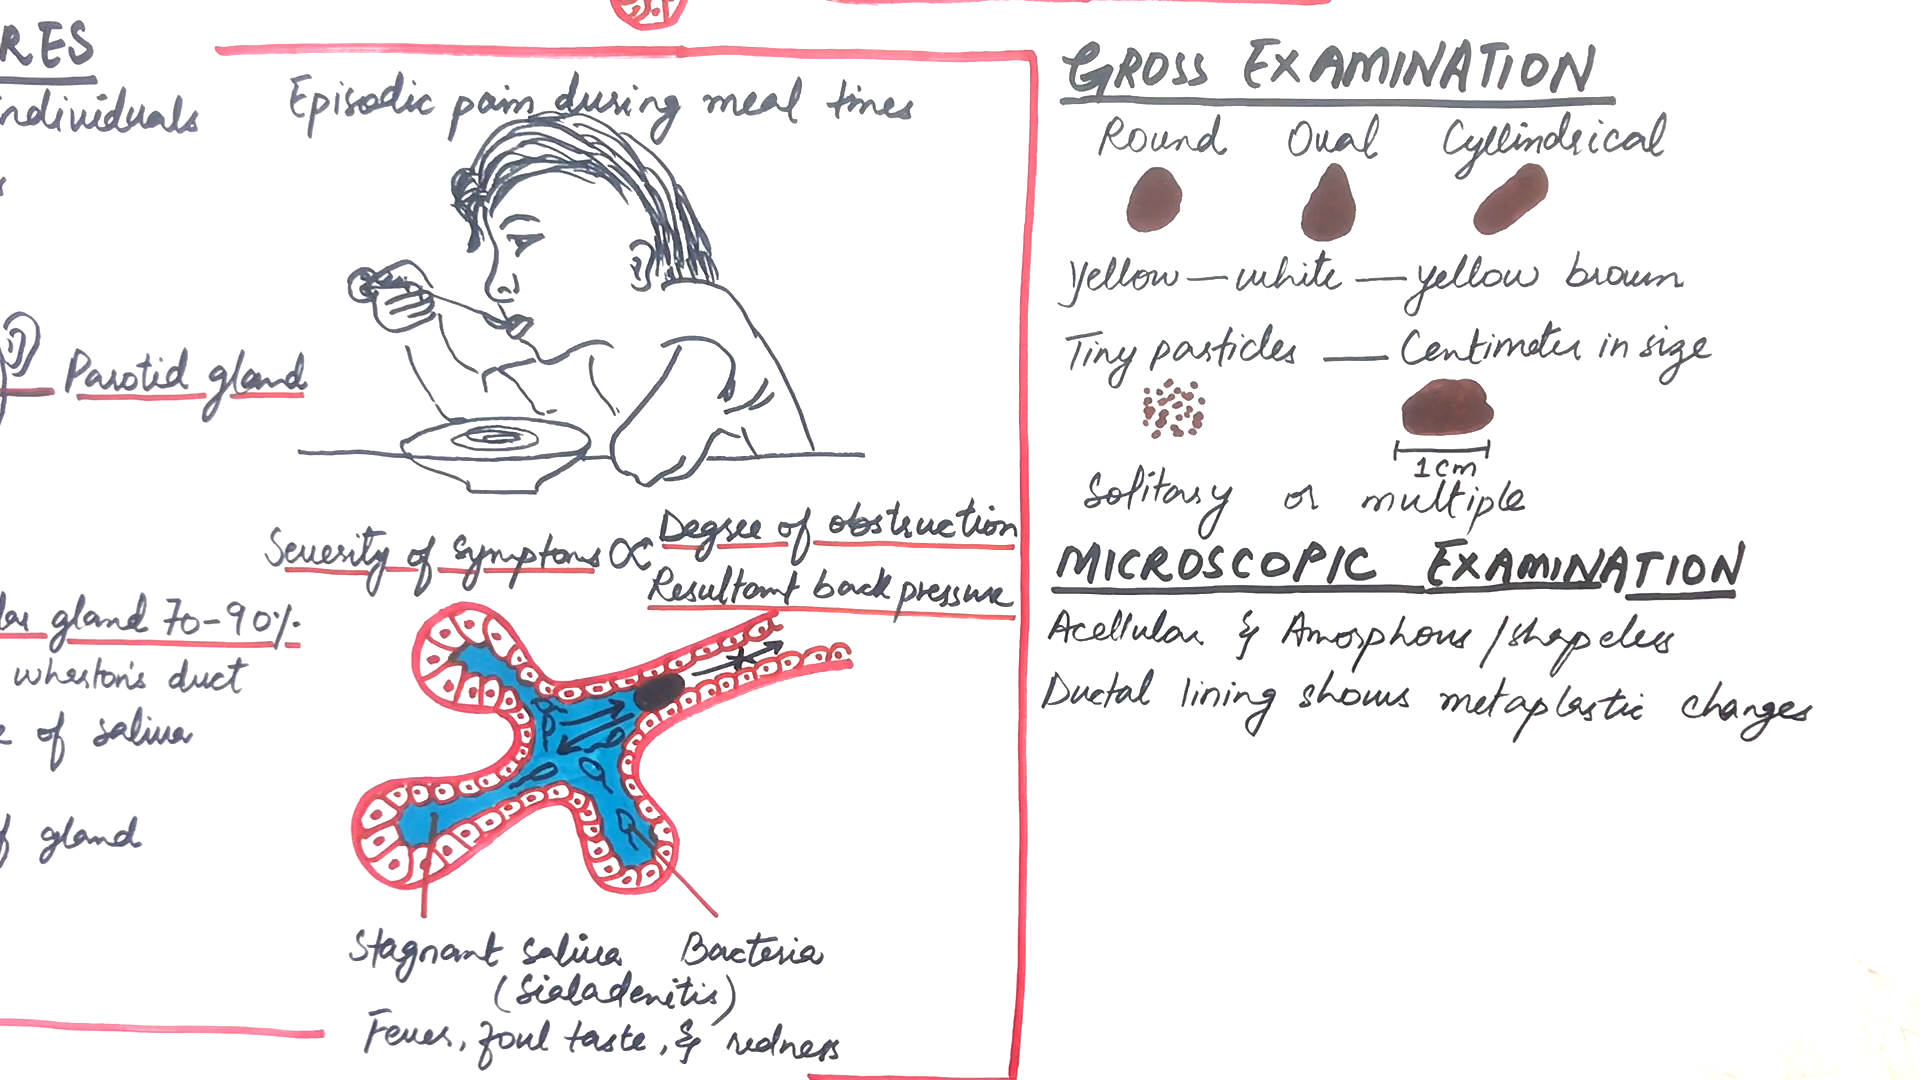 RES
individuals
Parotid gland
lar gland 70-90%
wharton's duct
e of saliva
f gland
Episodic pain during meal times
Severity of symptoms ∝ Degree of obstruction
Resultant back pressure
Stagnant saliva Bacteria
(Sialadenitis)
Fever, foul taste, & redness
GROSS EXAMINATION
Round Oval Cyllindrical
Yellow — white — yellow brown
Tiny particles — Centimeter in size
1cm
Solitary or multiple
MICROSCOPIC EXAMINATION
Acellular & Amorphous / shapeless
Ductal lining shows metaplastic changes